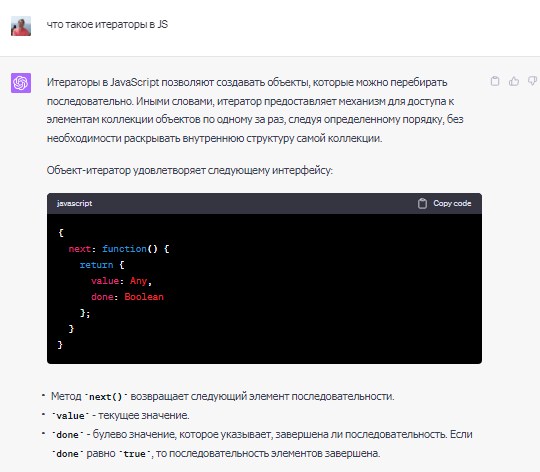 что такое итераторы в JS
Итераторы в JavaScript позволяют создавать объекты, которые можно перебирать
последовательно. Иными словами, итератор предоставляет механизм для доступа к
элементам коллекции объектов по одному за раз, следуя определенному порядку, без
необходимости раскрывать внутреннюю структуру самой коллекции.
Объект-итератор удовлетворяет следующему интерфейсу:
javascript Copy code
{
next: function() {
return {
value: Any,
done: Boolean
};
}
}
• Метод `next()` возвращает следующий элемент последовательности.
• `value` - текущее значение.
• `done` - булево значение, которое указывает, завершена ли последовательность. Если
`done` равно `true`, то последовательность элементов завершена.